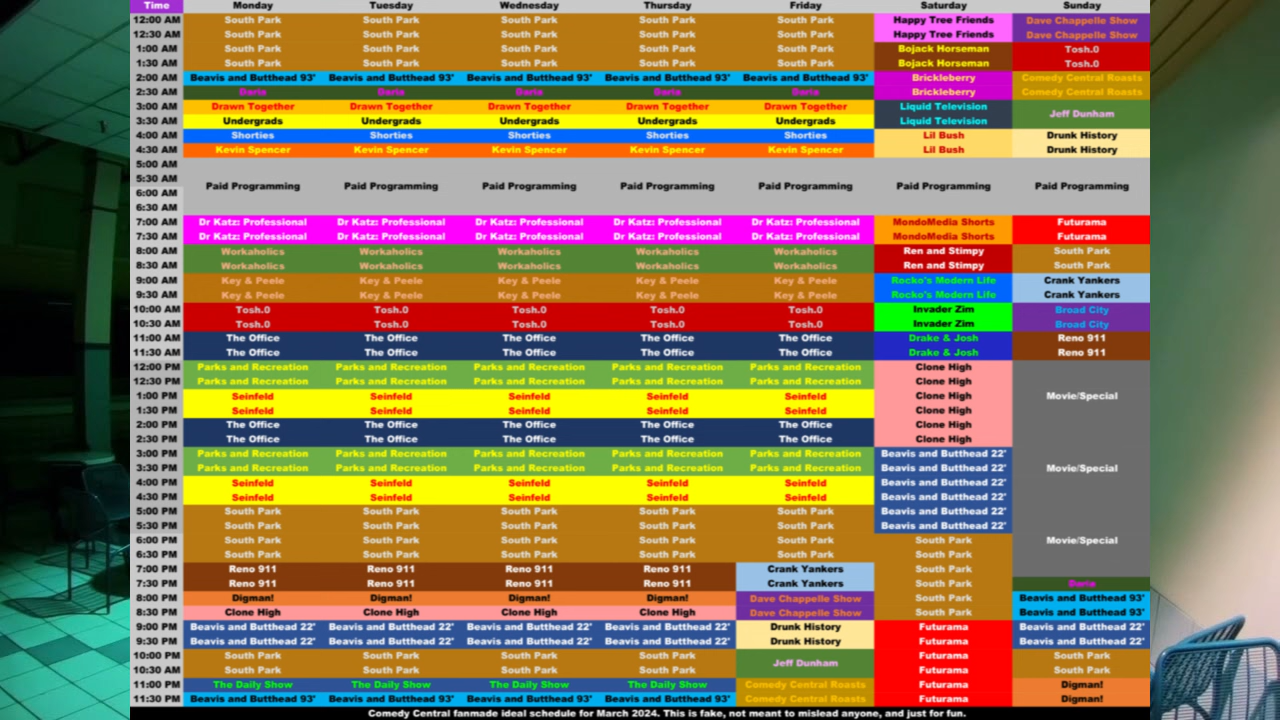 Time Monday Tuesday Wednesday Thursday Friday Saturday Sunday
12:00 AM South Park South Park South Park South Park South Park Happy Tree Friends Dave Chappelle Show
12:30 AM South Park South Park South Park South Park South Park Happy Tree Friends Dave Chappelle Show
1:00 AM South Park South Park South Park South Park South Park Bojack Horseman Tosh.0
1:30 AM South Park South Park South Park South Park South Park Bojack Horseman Tosh.0
2:00 AM Beavis and Butthead 93' Beavis and Butthead 93' Beavis and Butthead 93' Beavis and Butthead 93' Beavis and Butthead 93' Brickleberry Comedy Central Roasts
2:30 AM Daria Daria Daria Daria Daria Brickleberry Comedy Central Roasts
3:00 AM Drawn Together Drawn Together Drawn Together Drawn Together Drawn Together Liquid Television Jeff Dunham
3:30 AM Undergrads Undergrads Undergrads Undergrads Undergrads Liquid Television
4:00 AM Shorties Shorties Shorties Shorties Shorties Lil Bush Drunk History
4:30 AM Kevin Spencer Kevin Spencer Kevin Spencer Kevin Spencer Kevin Spencer Lil Bush Drunk History
5:00 AM
5:30 AM Paid Programming Paid Programming Paid Programming Paid Programming Paid Programming Paid Programming Paid Programming
6:00 AM
6:30 AM
7:00 AM Dr Katz: Professional Dr Katz: Professional Dr Katz: Professional Dr Katz: Professional Dr Katz: Professional MondoMedia Shorts Futurama
7:30 AM Dr Katz: Professional Dr Katz: Professional Dr Katz: Professional Dr Katz: Professional Dr Katz: Professional MondoMedia Shorts Futurama
8:00 AM Workaholics Workaholics Workaholics Workaholics Workaholics Ren and Stimpy South Park
8:30 AM Workaholics Workaholics Workaholics Workaholics Workaholics Ren and Stimpy South Park
9:00 AM Key & Peele Key & Peele Key & Peele Key & Peele Key & Peele Rocko's Modern Life Crank Yankers
9:30 AM Key & Peele Key & Peele Key & Peele Key & Peele Key & Peele Rocko's Modern Life Crank Yankers
10:00 AM Tosh.0 Tosh.0 Tosh.0 Tosh.0 Tosh.0 Invader Zim Broad City
10:30 AM Tosh.0 Tosh.0 Tosh.0 Tosh.0 Tosh.0 Invader Zim Broad City
11:00 AM The Office The Office The Office The Office The Office Drake & Josh Reno 911
11:30 AM The Office The Office The Office The Office The Office Drake & Josh Reno 911
12:00 PM Parks and Recreation Parks and Recreation Parks and Recreation Parks and Recreation Parks and Recreation Clone High
12:30 PM Parks and Recreation Parks and Recreation Parks and Recreation Parks and Recreation Parks and Recreation Clone High
1:00 PM Seinfeld Seinfeld Seinfeld Seinfeld Seinfeld Clone High Movie/Special
1:30 PM Seinfeld Seinfeld Seinfeld Seinfeld Seinfeld Clone High
2:00 PM The Office The Office The Office The Office The Office Clone High
2:30 PM The Office The Office The Office The Office The Office Clone High
3:00 PM Parks and Recreation Parks and Recreation Parks and Recreation Parks and Recreation Parks and Recreation Beavis and Butthead 22'
3:30 PM Parks and Recreation Parks and Recreation Parks and Recreation Parks and Recreation Parks and Recreation Beavis and Butthead 22' Movie/Special
4:00 PM Seinfeld Seinfeld Seinfeld Seinfeld Seinfeld Beavis and Butthead 22'
4:30 PM Seinfeld Seinfeld Seinfeld Seinfeld Seinfeld Beavis and Butthead 22'
5:00 PM South Park South Park South Park South Park South Park Beavis and Butthead 22'
5:30 PM South Park South Park South Park South Park South Park Beavis and Butthead 22'
6:00 PM South Park South Park South Park South Park South Park South Park Movie/Special
6:30 PM South Park South Park South Park South Park South Park South Park
7:00 PM Reno 911 Reno 911 Reno 911 Reno 911 Crank Yankers South Park
7:30 PM Reno 911 Reno 911 Reno 911 Reno 911 Crank Yankers South Park Daria
8:00 PM Digman! Digman! Digman! Digman! Dave Chappelle Show South Park Beavis and Butthead 93'
8:30 PM Clone High Clone High Clone High Clone High Dave Chappelle Show South Park Beavis and Butthead 93'
9:00 PM Beavis and Butthead 22' Beavis and Butthead 22' Beavis and Butthead 22' Beavis and Butthead 22' Drunk History Futurama Beavis and Butthead 22'
9:30 PM Beavis and Butthead 22' Beavis and Butthead 22' Beavis and Butthead 22' Beavis and Butthead 22' Drunk History Futurama Beavis and Butthead 22'
10:00 PM South Park South Park South Park South Park Jeff Dunham Futurama South Park
10:30 PM South Park South Park South Park South Park Futurama South Park
11:00 PM The Daily Show The Daily Show The Daily Show The Daily Show Comedy Central Roasts Futurama Digman!
11:30 PM Beavis and Butthead 93' Beavis and Butthead 93' Beavis and Butthead 93' Beavis and Butthead 93' Comedy Central Roasts Futurama Digman!
Comedy Central fanmade ideal schedule for March 2024. This is fake, not meant to mislead anyone, and just for fun.